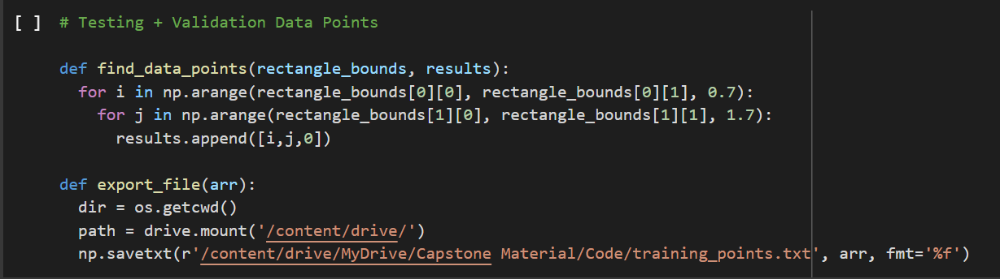 [ ] # Testing + Validation Data Points
def find_data_points(rectangle_bounds, results):
  for i in np.arange(rectangle_bounds[0][0], rectangle_bounds[0][1], 0.7):
    for j in np.arange(rectangle_bounds[1][0], rectangle_bounds[1][1], 1.7):
      results.append([i,j,0])
def export_file(arr):
  dir = os.getcwd()
  path = drive.mount('/content/drive/')
  np.savetxt(r'/content/drive/MyDrive/Capstone Material/Code/training_points.txt', arr, fmt='%f')